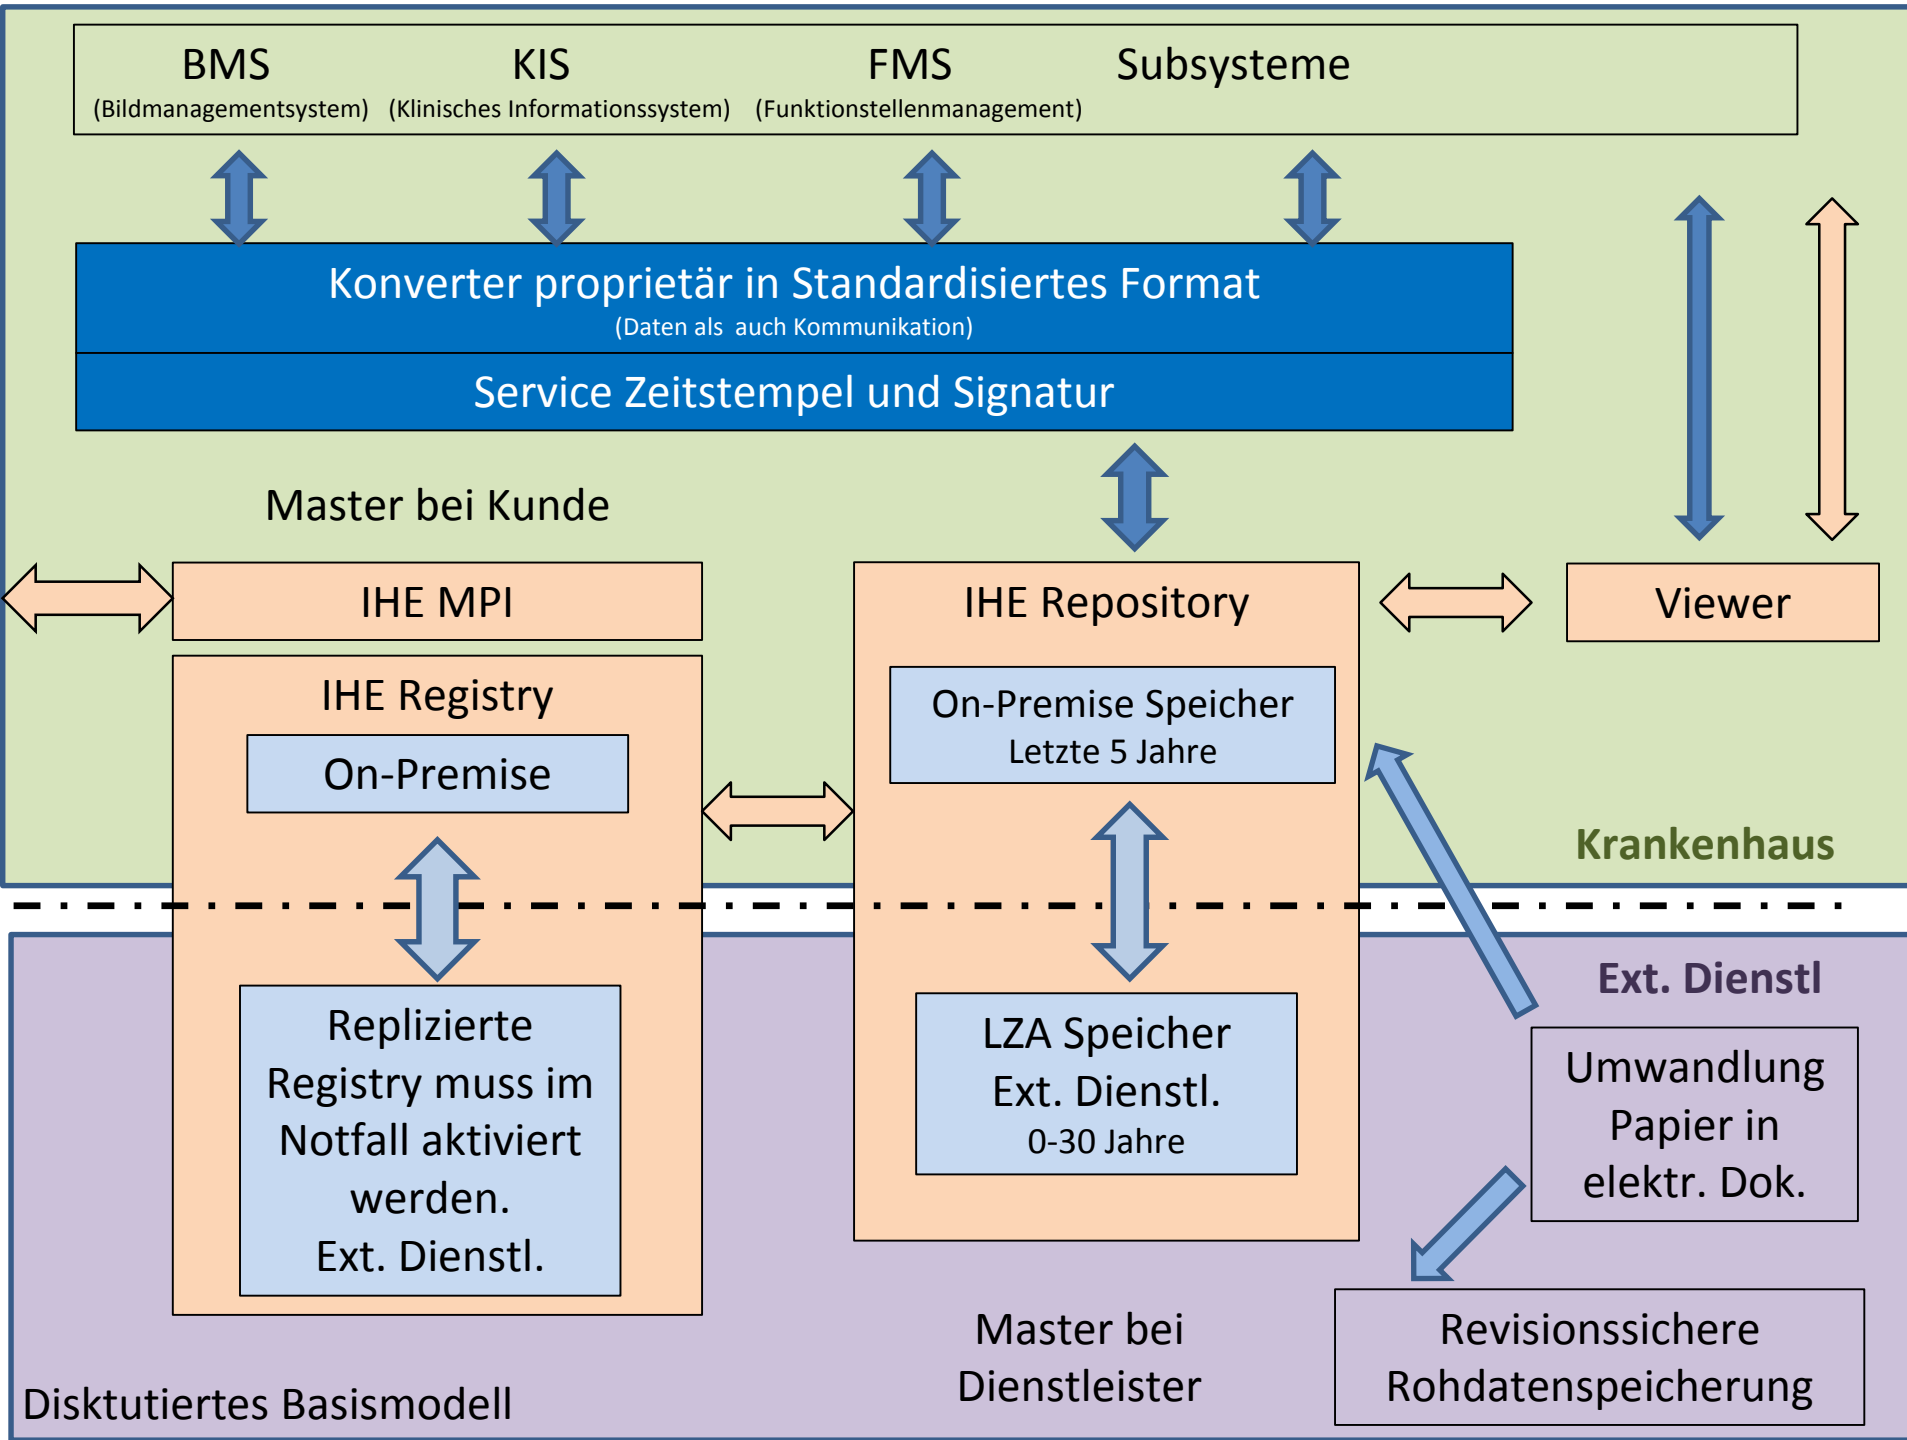 BMS
(Bildmanagementsystem)
KIS
(Klinisches Informationssystem)
FMS
(Funktionstellenmanagement)
Subsysteme
Konverter proprietär in Standardisiertes Format
(Daten als  auch Kommunikation)
Service Zeitstempel und Signatur
Master bei Kunde
IHE MPI
IHE Registry
On-Premise
Replizierte
Registry muss im
Notfall aktiviert
werden.
Ext. Dienstl.
IHE Repository
On-Premise Speicher
Letzte 5 Jahre
LZA Speicher
Ext. Dienstl.
0-30 Jahre
Viewer
Krankenhaus
Ext. Dienstl
Umwandlung
Papier in
elektr. Dok.
Revisionssichere
Rohdatenspeicherung
Master bei
Dienstleister
Disktutiertes Basismodell